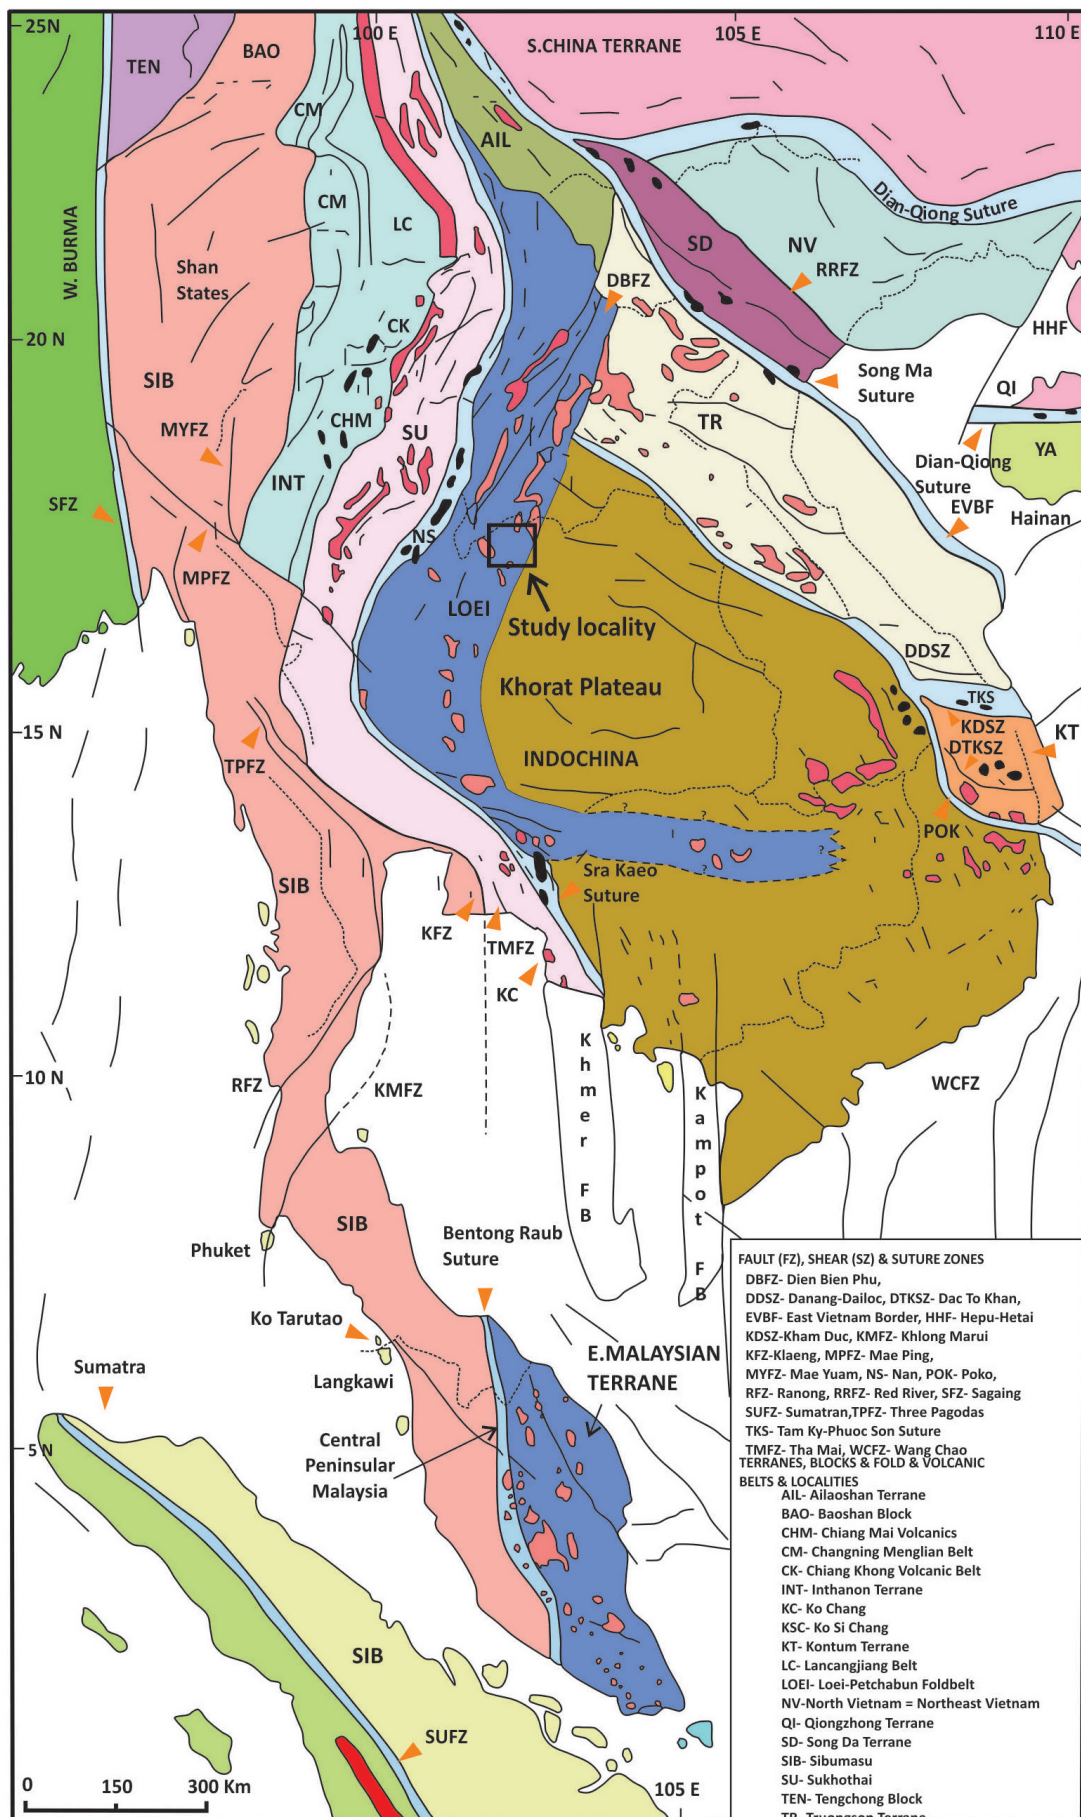 25N
100 E
105 E
110 E
TEN
BAO
S.CHINA TERRANE
CM
AIL
CM
LC
Dian-Qiong Suture
W. BURMA
SD
NV
RRFZ
Shan
States
DBFZ
20 N
CK
HHF
SIB
Song Ma
Suture
QI
MYFZ
CHM
SU
TR
YA
INT
Dian-Qiong
Suture
SFZ
EVBF
Hainan
NS
MPFZ
LOEI
Study locality
DDSZ
Khorat Plateau
TKS
15 N
KDSZ
KT
DTKSZ
TPFZ
INDOCHINA
?
POK
?
?
Sra Kaeo
Suture
SIB
KFZ
TMFZ
KC
Khmer FB
10 N
RFZ
KMFZ
Kampot FB
WCFZ
SIB
Bentong Raub
Suture
Phuket
Ko Tarutao
Sumatra
Langkawi
E.MALAYSIAN
TERRANE
5 N
Central
Peninsular
Malaysia
SIB
SUFZ
0 150 300 Km
105 E
FAULT (FZ), SHEAR (SZ) & SUTURE ZONES
DBFZ- Dien Bien Phu,
DDSZ- Danang-Dailoc, DTKSZ- Dac To Khan,
EVBF- East Vietnam Border, HHF- Hepu-Hetai
KDSZ-Kham Duc, KMFZ- Khlong Marui
KFZ-Klaeng, MPFZ- Mae Ping,
MYFZ- Mae Yuam, NS- Nan, POK- Poko,
RFZ- Ranong, RRFZ- Red River, SFZ- Sagaing
SUFZ- Sumatran,TPFZ- Three Pagodas
TKS- Tam Ky-Phuoc Son Suture
TMFZ- Tha Mai, WCFZ- Wang Chao
TERRANES, BLOCKS & FOLD & VOLCANIC
BELTS & LOCALITIES
AIL- Ailaoshan Terrane
BAO- Baoshan Block
CHM- Chiang Mai Volcanics
CM- Changning Menglian Belt
CK- Chiang Khong Volcanic Belt
INT- Inthanon Terrane
KC- Ko Chang
KSC- Ko Si Chang
KT- Kontum Terrane
LC- Lancangjiang Belt
LOEI- Loei-Petchabun Foldbelt
NV-North Vietnam = Northeast Vietnam
QI- Qiongzhong Terrane
SD- Song Da Terrane
SIB- Sibumasu
SU- Sukhothai
TEN- Tengchong Block
TR- Truongson Terrane